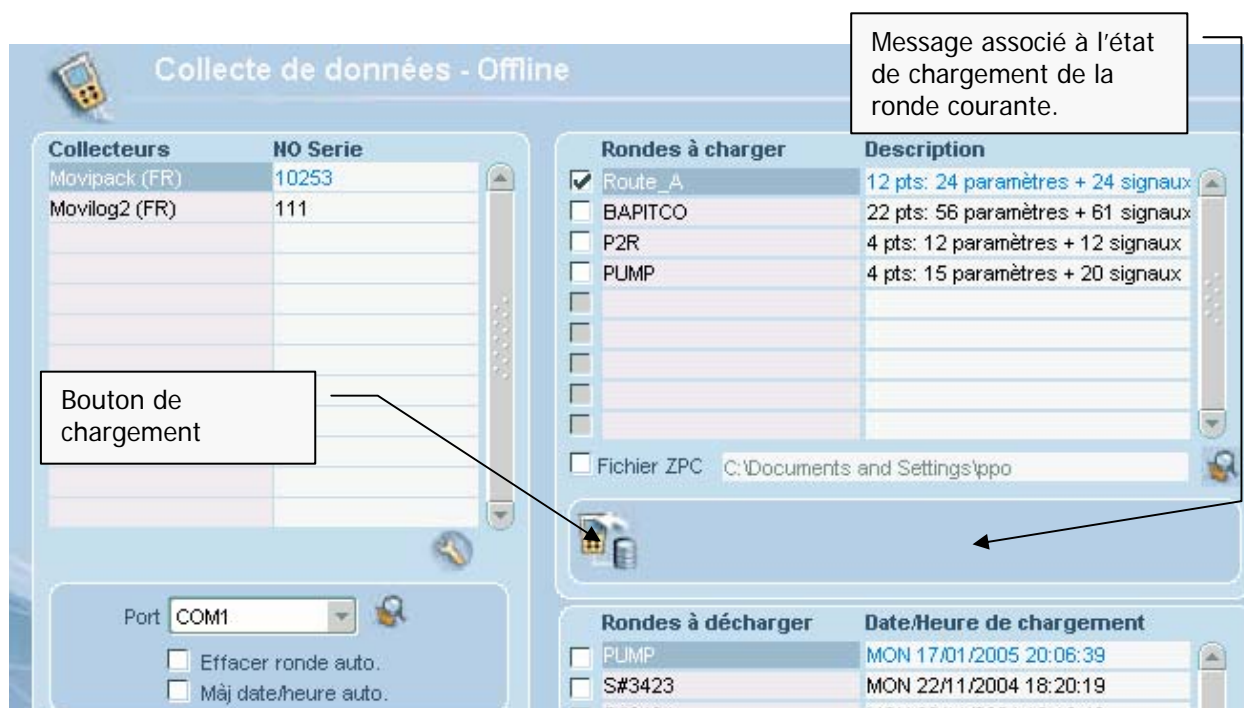 Message associé à l'état
de chargement de la
ronde courante.
Collecte de données - Offline
Collecteurs NO Serie
Movipack (FR) 10253
Movilog2 (FR) 111
Bouton de
chargement
Port COM1
Effacer ronde auto.
Màj date/heure auto.
Rondes à charger Description
Route_A 12 pts: 24 paramètres + 24 signaux
BAPITCO 22 pts: 56 paramètres + 61 signaux
P2R 4 pts: 12 paramètres + 12 signaux
PUMP 4 pts: 15 paramètres + 20 signaux
Fichier ZPC C:\Documents and Settings\ppo
Rondes à décharger Date/Heure de chargement
PUMP MON 17/01/2005 20:06:39
S#3423 MON 22/11/2004 18:20:19